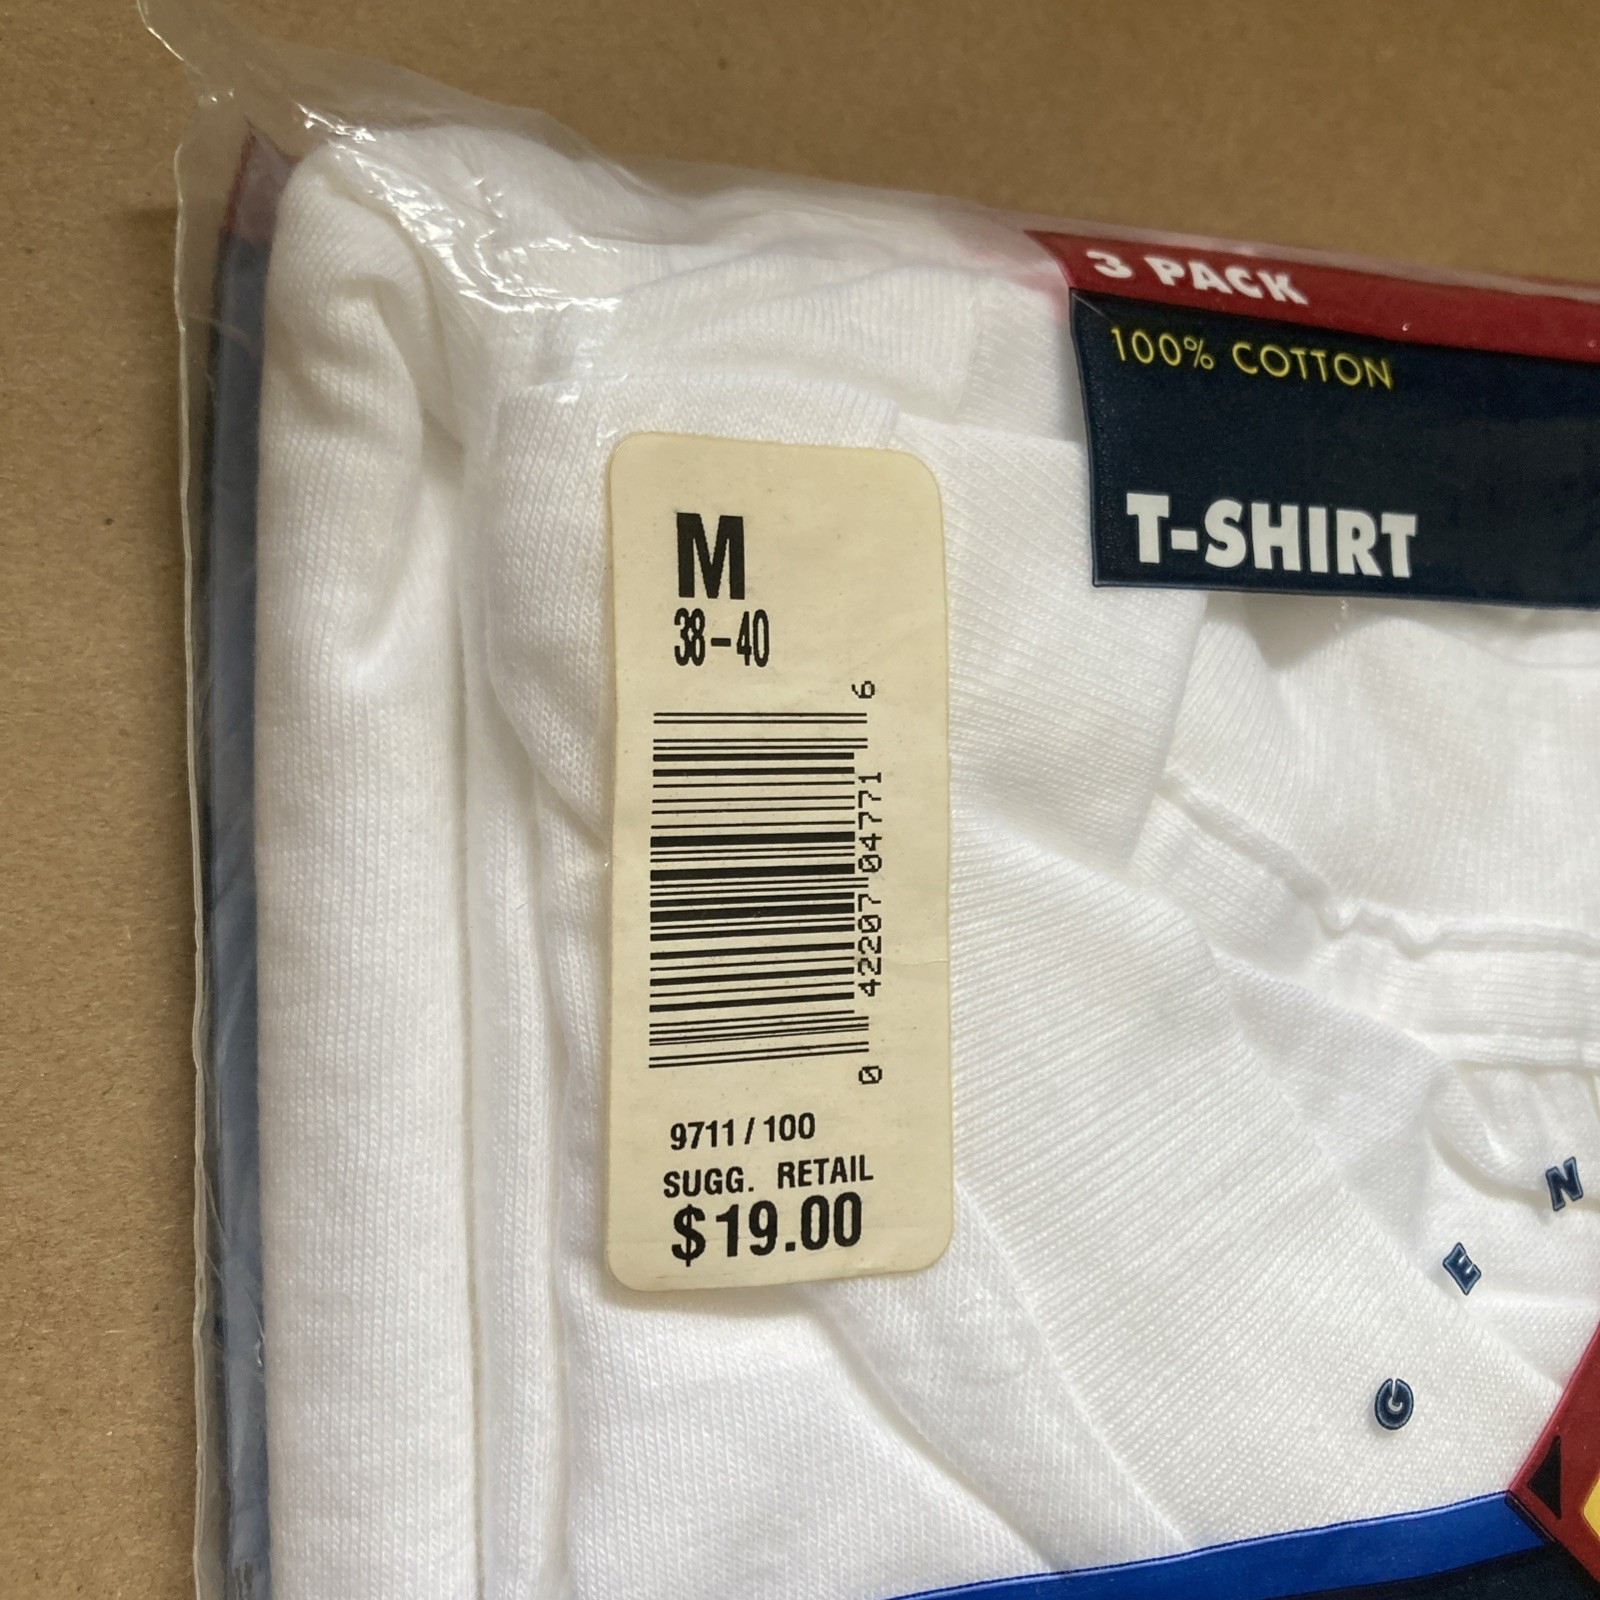 3 PACK
100% COTTON
T-SHIRT
M
38-40
0 42207 04771 6
9711/100
SUGG. RETAIL
$19.00
G E N